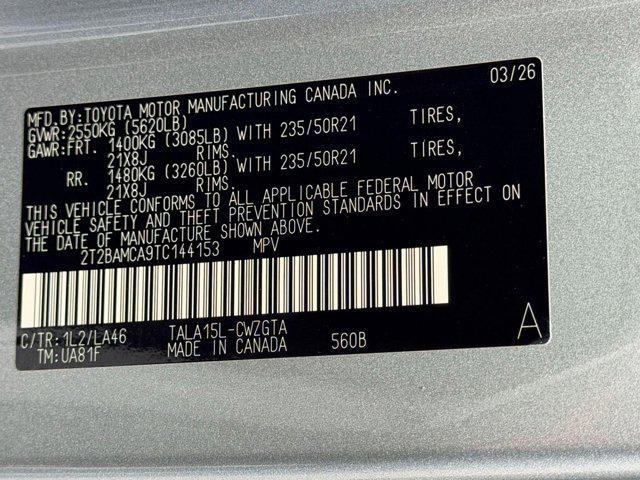 MFD.BY:TOYOTA MOTOR MANUFACTURING CANADA INC. 03/26
GVWR:2550KG (5620LB)
GAWR:FRT. 1400KG (3085LB) WITH 235/50R21 TIRES,
21X8J RIMS.
RR. 1480KG (3260LB) WITH 235/50R21 TIRES,
21X8J RIMS.
THIS VEHICLE CONFORMS TO ALL APPLICABLE FEDERAL MOTOR
VEHICLE SAFETY AND THEFT PREVENTION STANDARDS IN EFFECT ON
THE DATE OF MANUFACTURE SHOWN ABOVE.
2T2BAMCA9TC144153 MPV
C/TR:1L2/LA46 TALA15L-CWZGTA A
TM:UA81F MADE IN CANADA 560B